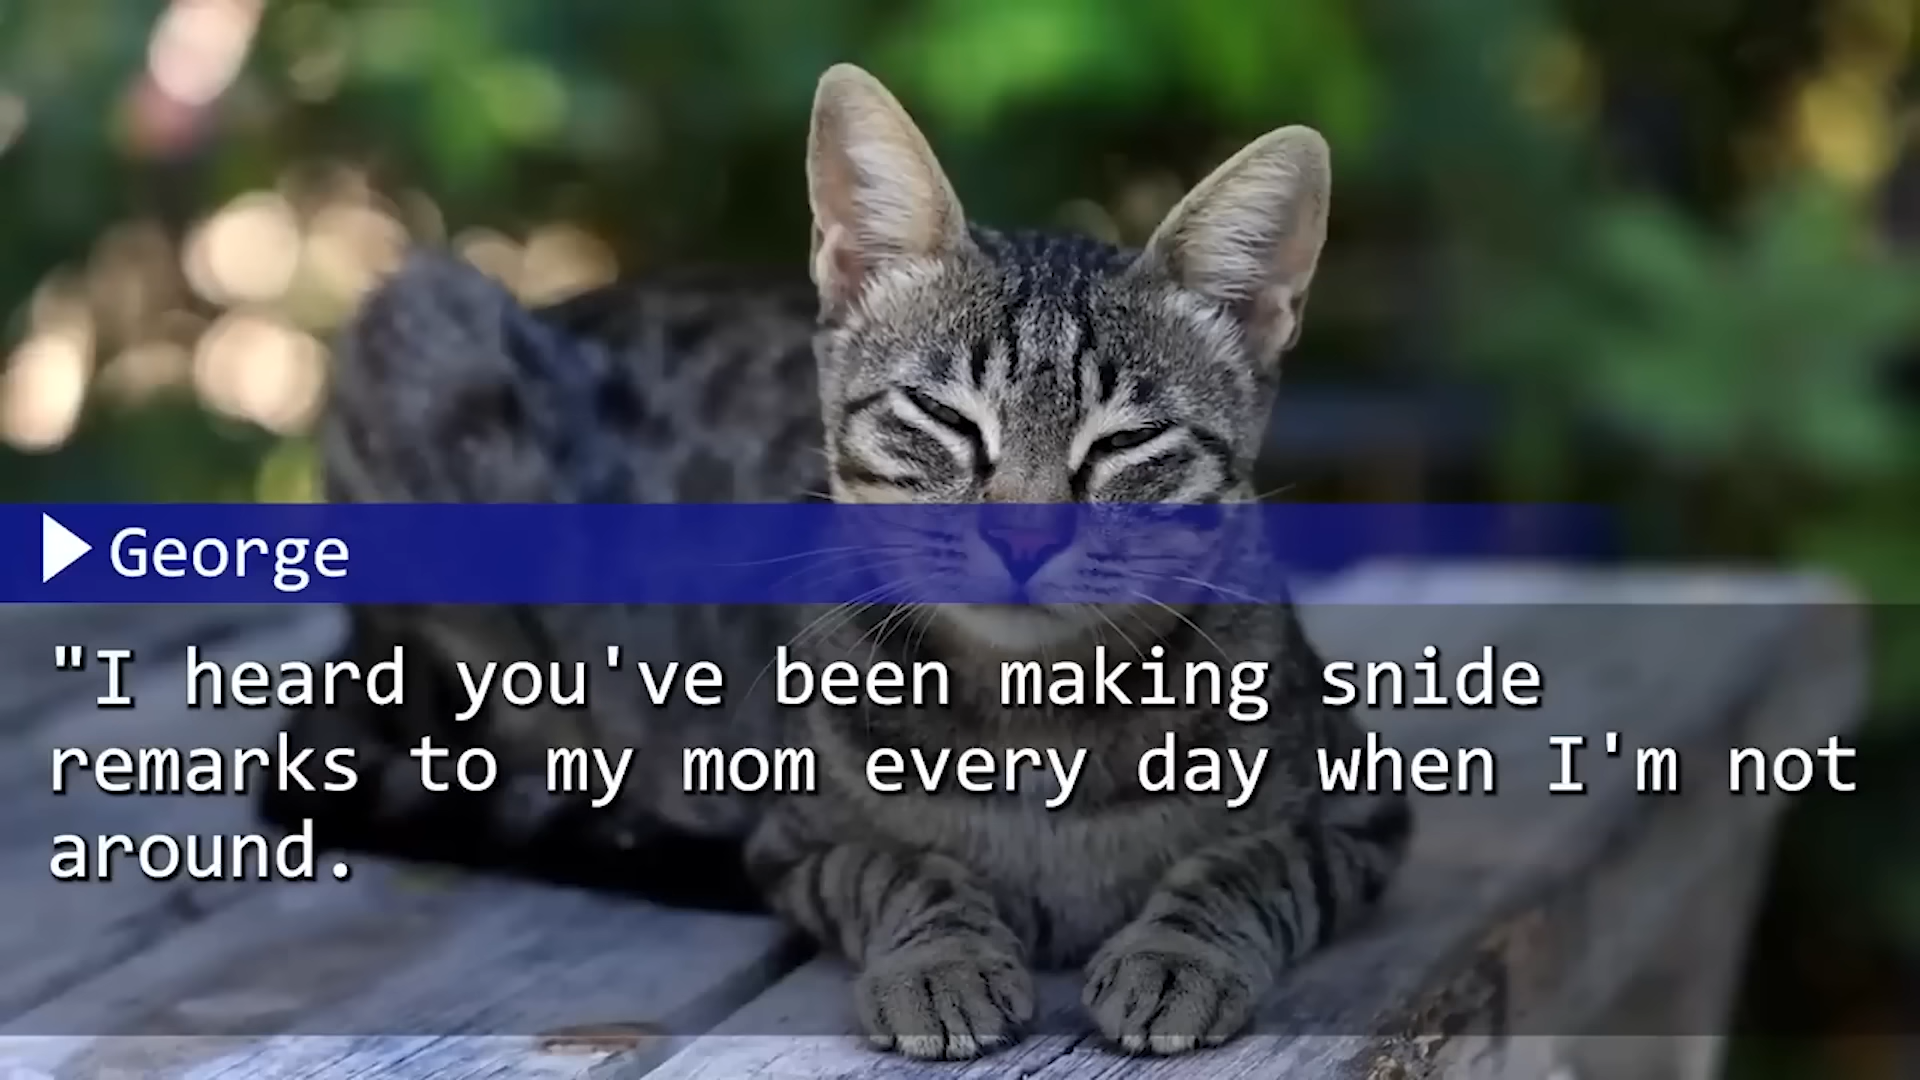 George
"I heard you've been making snide
remarks to my mom every day when I'm not
around.